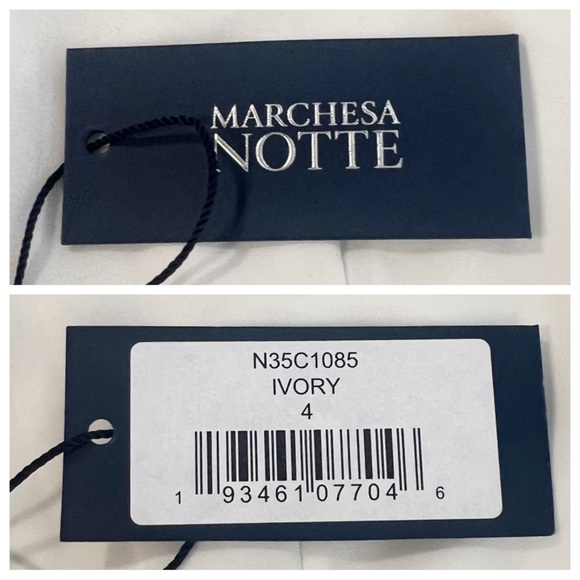 MARCHESA
NOTTE
N35C1085
IVORY
4
1 93461 07704 6